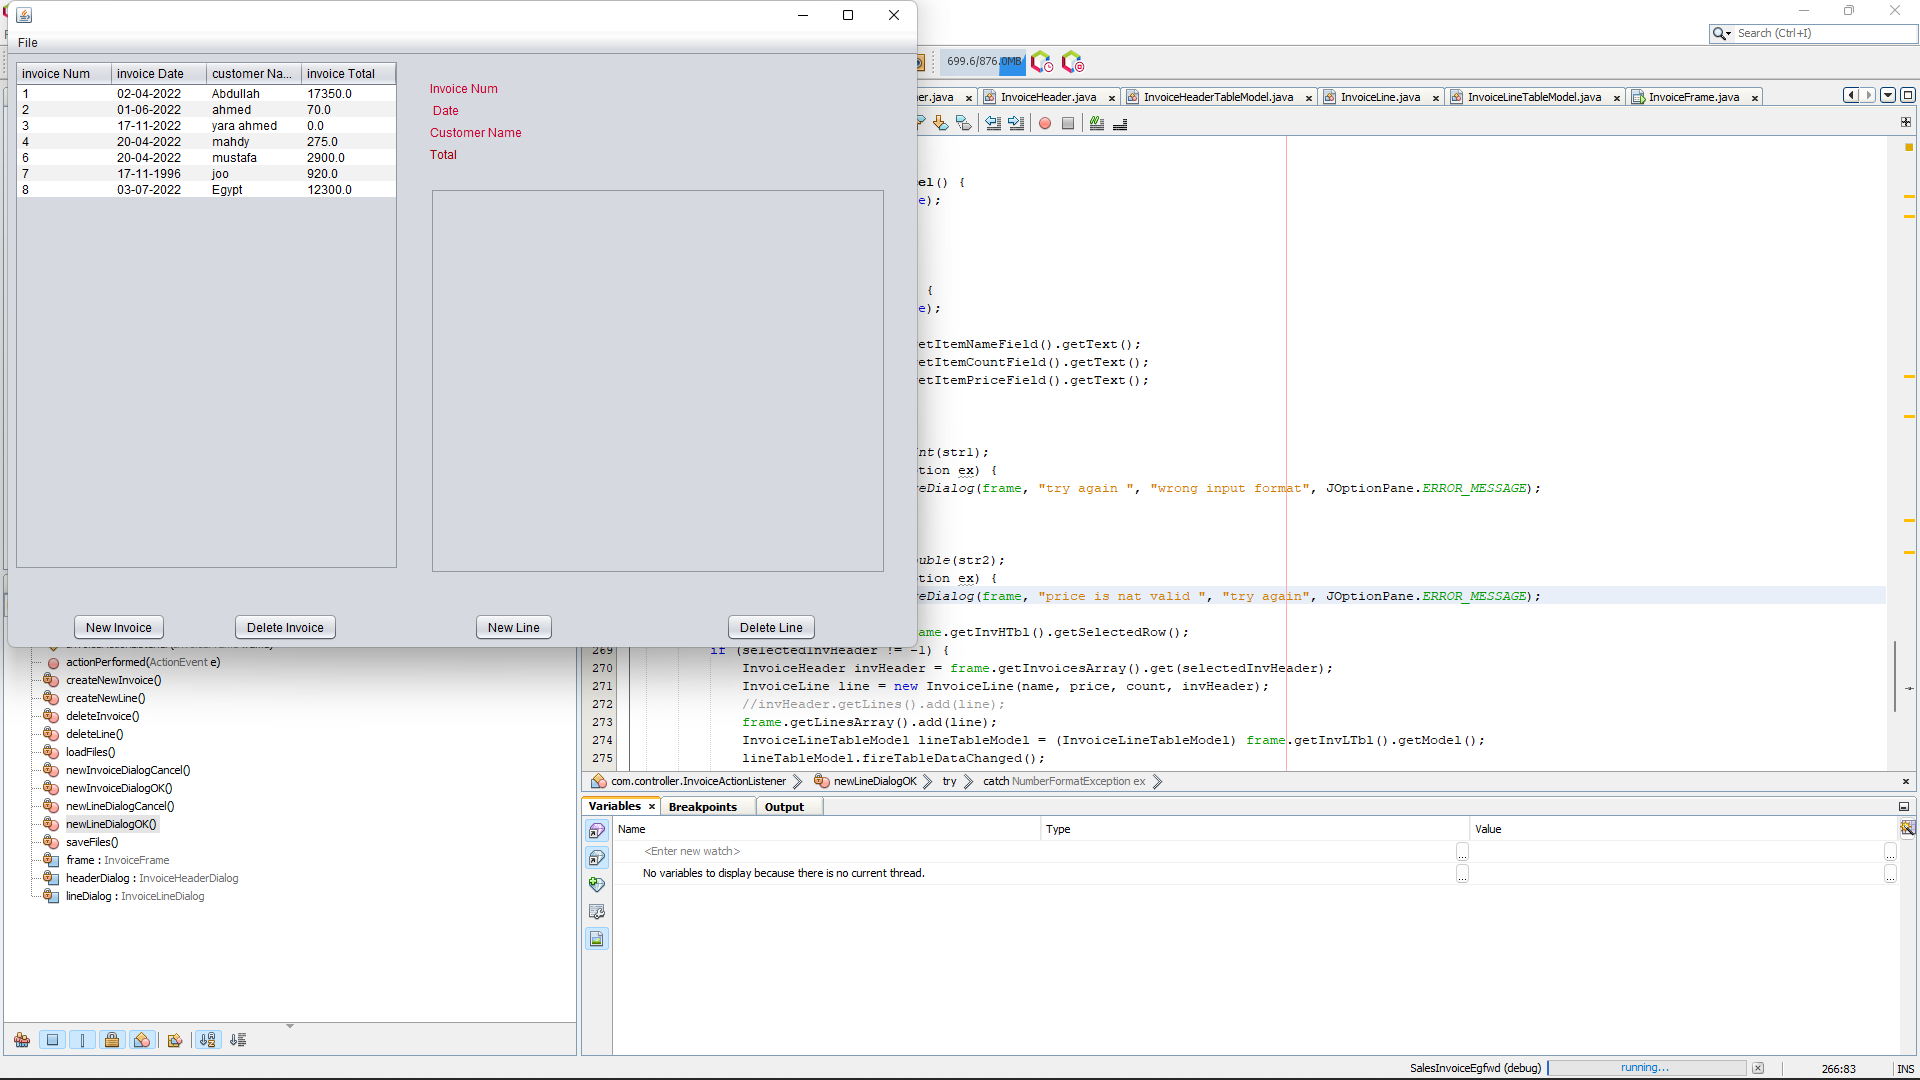 File
Search (Ctrl+I)
699.6/876.0MB
er.java
InvoiceHeader.java
InvoiceHeaderTableModel.java
InvoiceLine.java
InvoiceLineTableModel.java
InvoiceFrame.java
invoice Num invoice Date customer Na... invoice Total
1 02-04-2022 Abdullah 17350.0
2 01-06-2022 ahmed 70.0
3 17-11-2022 yara ahmed 0.0
4 20-04-2022 mahdy 275.0
6 20-04-2022 mustafa 2900.0
7 17-11-1996 joo 920.0
8 03-07-2022 Egypt 12300.0
Invoice Num
Date
Customer Name
Total
New Invoice
Delete Invoice
New Line
Delete Line
el() {
e);
{
e);
etItemNameField().getText();
etItemCountField().getText();
etItemPriceField().getText();
nt(str1);
tion ex) {
eDialog(frame, "try again ", "wrong input format", JOptionPane.ERROR_MESSAGE);
uble(str2);
tion ex) {
eDialog(frame, "price is nat valid ", "try again", JOptionPane.ERROR_MESSAGE);
ame.getInvHTbl().getSelectedRow();
269 if (selectedInvHeader != -1) {
270 InvoiceHeader invHeader = frame.getInvoicesArray().get(selectedInvHeader);
271 InvoiceLine line = new InvoiceLine(name, price, count, invHeader);
272 //invHeader.getLines().add(line);
273 frame.getLinesArray().add(line);
274 InvoiceLineTableModel lineTableModel = (InvoiceLineTableModel) frame.getInvLTbl().getModel();
275 lineTableModel.fireTableDataChanged();
com.controller.InvoiceActionListener newLineDialogOK try catch NumberFormatException ex
actionPerformed(ActionEvent e)
createNewInvoice()
createNewLine()
deleteInvoice()
deleteLine()
loadFiles()
newInvoiceDialogCancel()
newInvoiceDialogOK()
newLineDialogCancel()
newLineDialogOK()
saveFiles()
frame : InvoiceFrame
headerDialog : InvoiceHeaderDialog
lineDialog : InvoiceLineDialog
Variables Breakpoints Output
Name Type Value
<Enter new watch>
No variables to display because there is no current thread.
SalesInvoiceEgfwd (debug) running... 266:83 INS